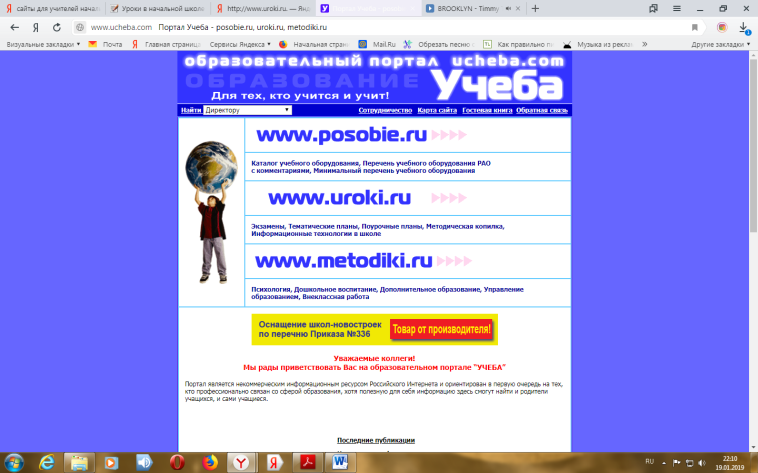 сайты для учителей начал
Уроки в начальной школе
http://www.uroki.ru. — Янд
BROOKLYN - Timmy
www.ucheba.com Портал Учеба - posobie.ru, uroki.ru, metodiki.ru
Визуальные закладки
Почта
Главная страница
Сервисы Яндекса
Начальная стран
Mail.Ru
Обрезать песню
Как правильно п
Музыка из рекла
Другие закладки
образовательный портал ucheba.com
ОБРАЗОВАНИЕ
Учеба
Для тех, кто учится и учит!
Найти Директору
Сотрудничество Карта сайта Гостевая книга Обратная связь
www.posobie.ru
Каталог учебного оборудования, Перечень учебного оборудования РАО
с комментариями, Минимальный перечень учебного оборудования
www.uroki.ru
Экзамены, Тематические планы, Поурочные планы, Методическая копилка,
Информационные технологии в школе
www.metodiki.ru
Психология, Дошкольное воспитание, Дополнительное образование, Управление
образованием, Внеклассная работа
Оснащение школ-новостроек
по перечню Приказа №336
Товар от производителя!
Уважаемые коллеги!
Мы рады приветствовать Вас на образовательном портале "УЧЕБА"
Портал является некоммерческим информационным ресурсом Российского Интернета и ориентирован в первую очередь на тех,
кто профессионально связан со сферой образования, хотя полезную для себя информацию здесь смогут найти и родители
учащихся, и сами учащиеся.
Последние публикации
RU
22:10
19.01.2019